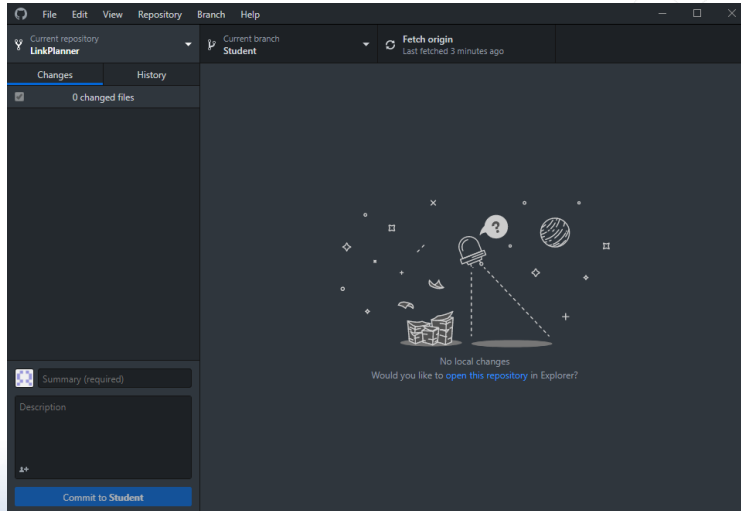 File Edit View Repository Branch Help
Current repository
LinkPlanner
Current branch
Student
Fetch origin
Last fetched 3 minutes ago
Changes History
0 changed files
?
No local changes
Would you like to open this repository in Explorer?
Summary (required)
Description
Commit to Student